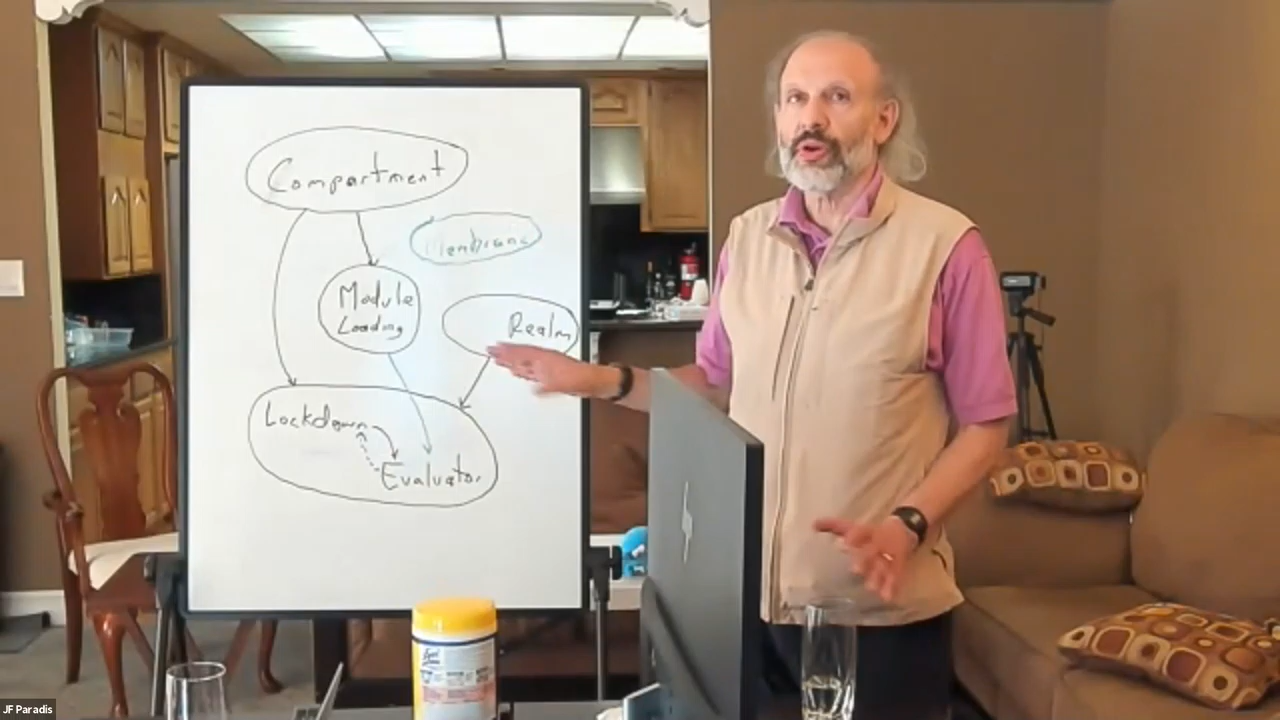 Compartment
Membrane
Module
Loading
Realm
Lockdown
Evaluator
JF Paradis